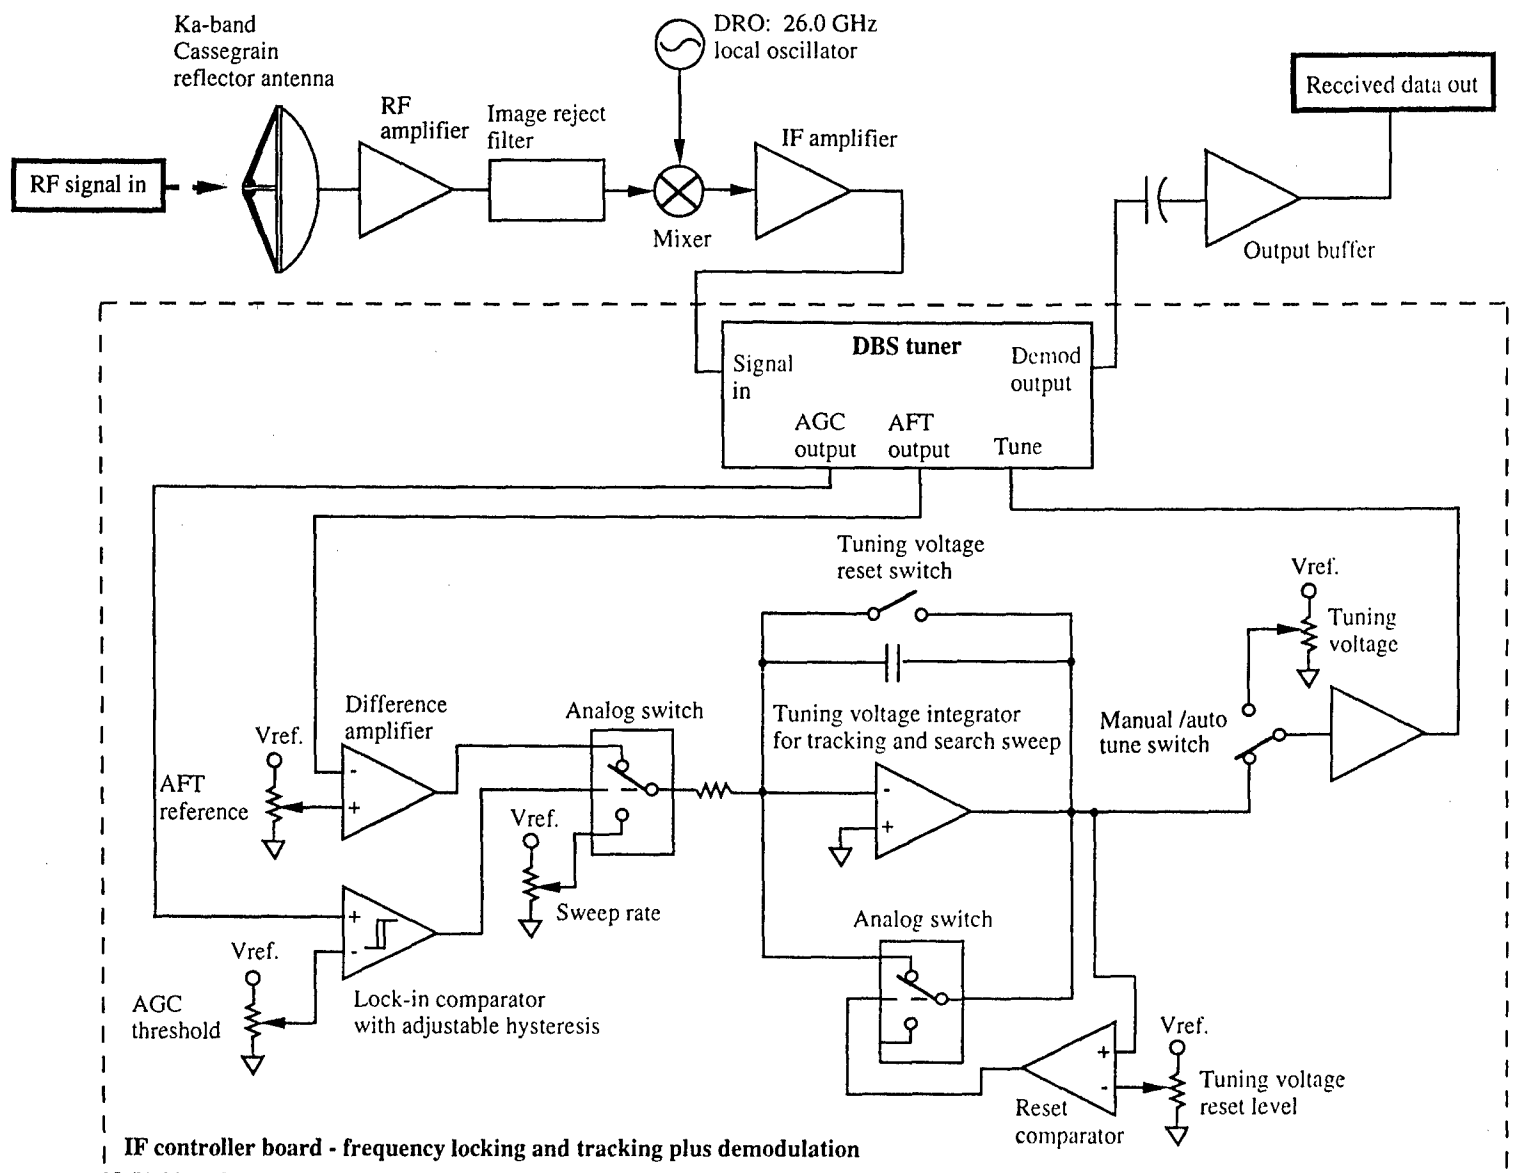 Ka-band
Cassegrain
reflector antenna
DRO: 26.0 GHz
local oscillator
Received data out
RF
amplifier
Image reject
filter
IF amplifier
RF signal in
Mixer
Output buffer
DBS tuner
Signal
in
Demod
output
AGC
output
AFT
output
Tune
Tuning voltage
reset switch
Vref.
Tuning
voltage
Difference
amplifier
Analog switch
Tuning voltage integrator
for tracking and search sweep
Manual /auto
tune switch
Vref.
AFT
reference
-
+
Vref.
Sweep rate
-
+
Vref.
AGC
threshold
+
-
Lock-in comparator
with adjustable hysteresis
Analog switch
Vref.
+
-
Tuning voltage
reset level
Reset
comparator
IF controller board - frequency locking and tracking plus demodulation